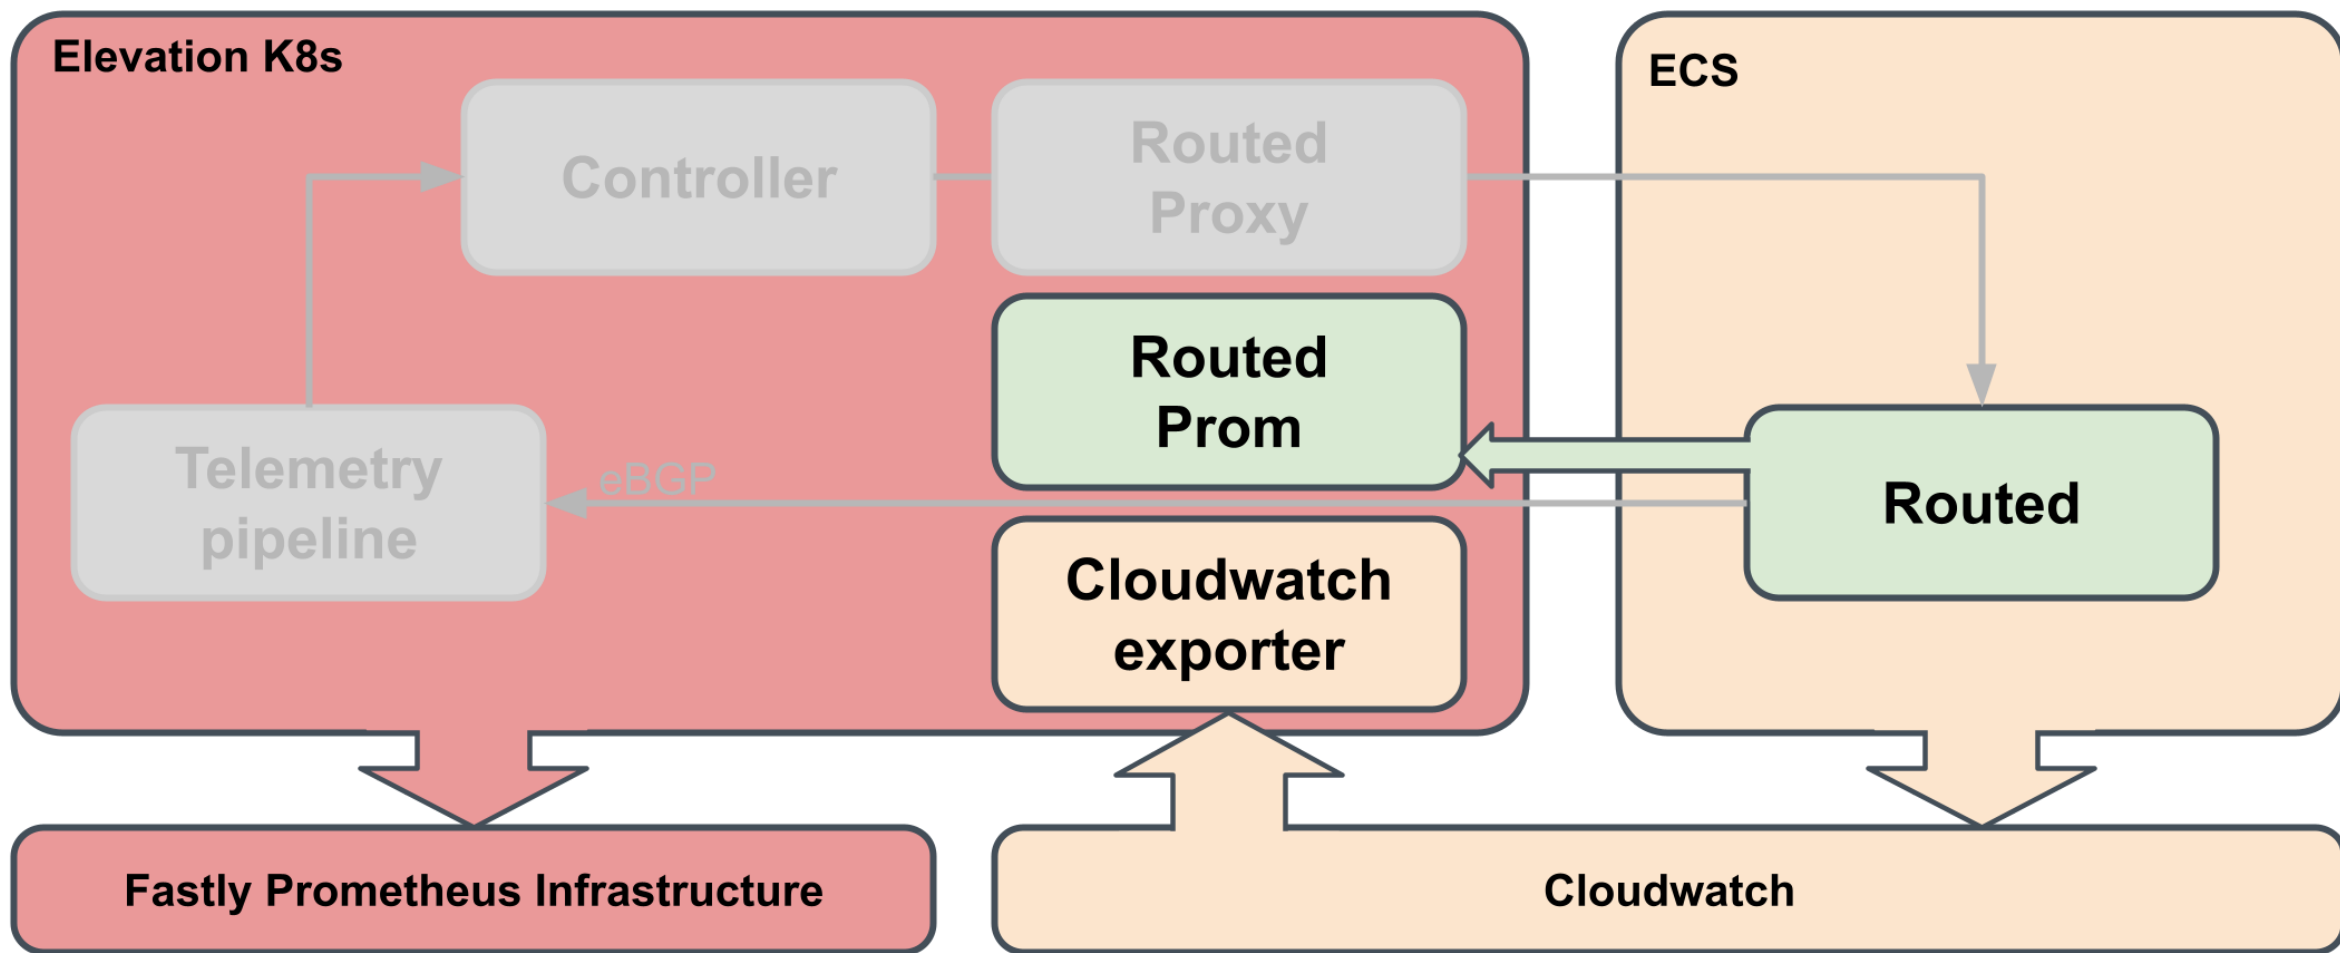 Elevation K8s
ECS
Controller
Routed
Proxy
Routed
Prom
Telemetry
pipeline
eBGP
Routed
Cloudwatch
exporter
Fastly Prometheus Infrastructure
Cloudwatch